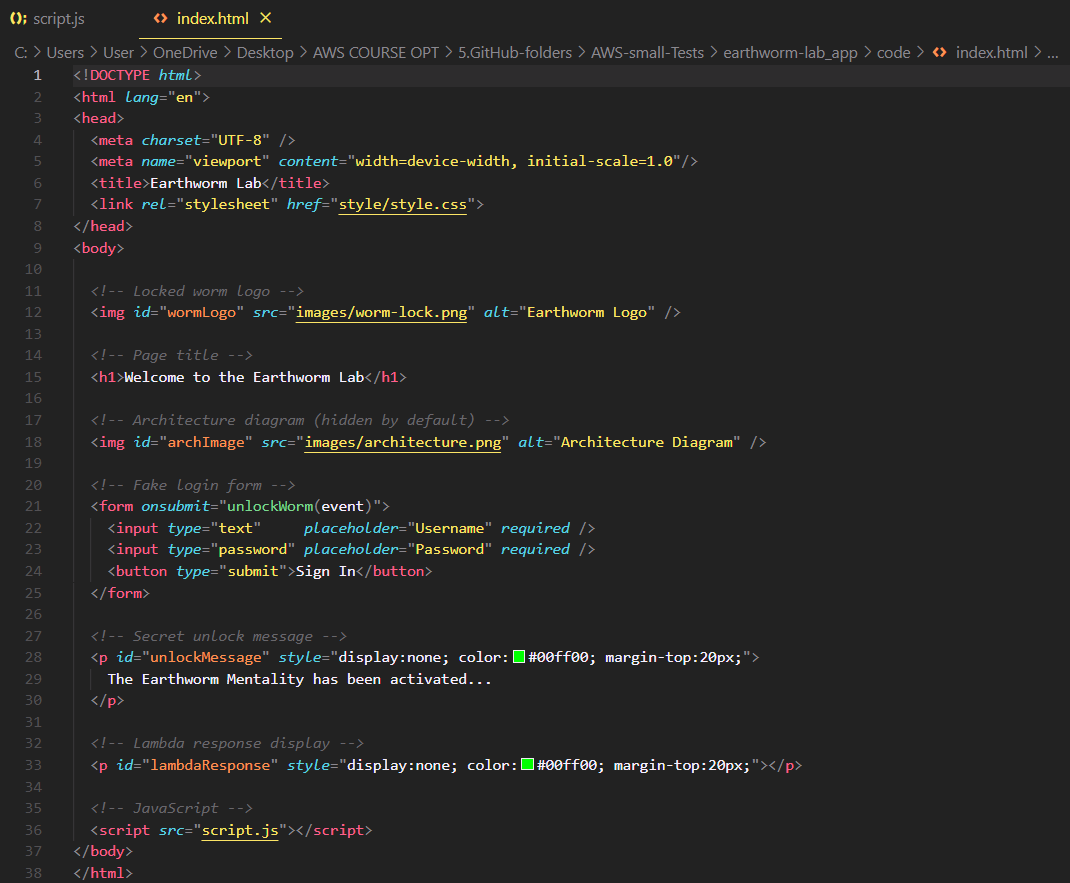 script.js index.html
C: > Users > User > OneDrive > Desktop > AWS COURSE OPT > 5.GitHub-folders > AWS-small-Tests > earthworm-lab_app > code > index.html > ...
1 <!DOCTYPE html>
2 <html lang="en">
3 <head>
4 <meta charset="UTF-8" />
5 <meta name="viewport" content="width=device-width, initial-scale=1.0"/>
6 <title>Earthworm Lab</title>
7 <link rel="stylesheet" href="style/style.css">
8 </head>
9 <body>
10
11 <!-- Locked worm logo -->
12 <img id="wormLogo" src="images/worm-lock.png" alt="Earthworm Logo" />
13
14 <!-- Page title -->
15 <h1>Welcome to the Earthworm Lab</h1>
16
17 <!-- Architecture diagram (hidden by default) -->
18 <img id="archImage" src="images/architecture.png" alt="Architecture Diagram" />
19
20 <!-- Fake login form -->
21 <form onsubmit="unlockWorm(event)">
22 <input type="text"     placeholder="Username" required />
23 <input type="password" placeholder="Password" required />
24 <button type="submit">Sign In</button>
25 </form>
26
27 <!-- Secret unlock message -->
28 <p id="unlockMessage" style="display:none; color:#00ff00; margin-top:20px;">
29 The Earthworm Mentality has been activated...
30 </p>
31
32 <!-- Lambda response display -->
33 <p id="lambdaResponse" style="display:none; color:#00ff00; margin-top:20px;"></p>
34
35 <!-- JavaScript -->
36 <script src="script.js"></script>
37 </body>
38 </html>